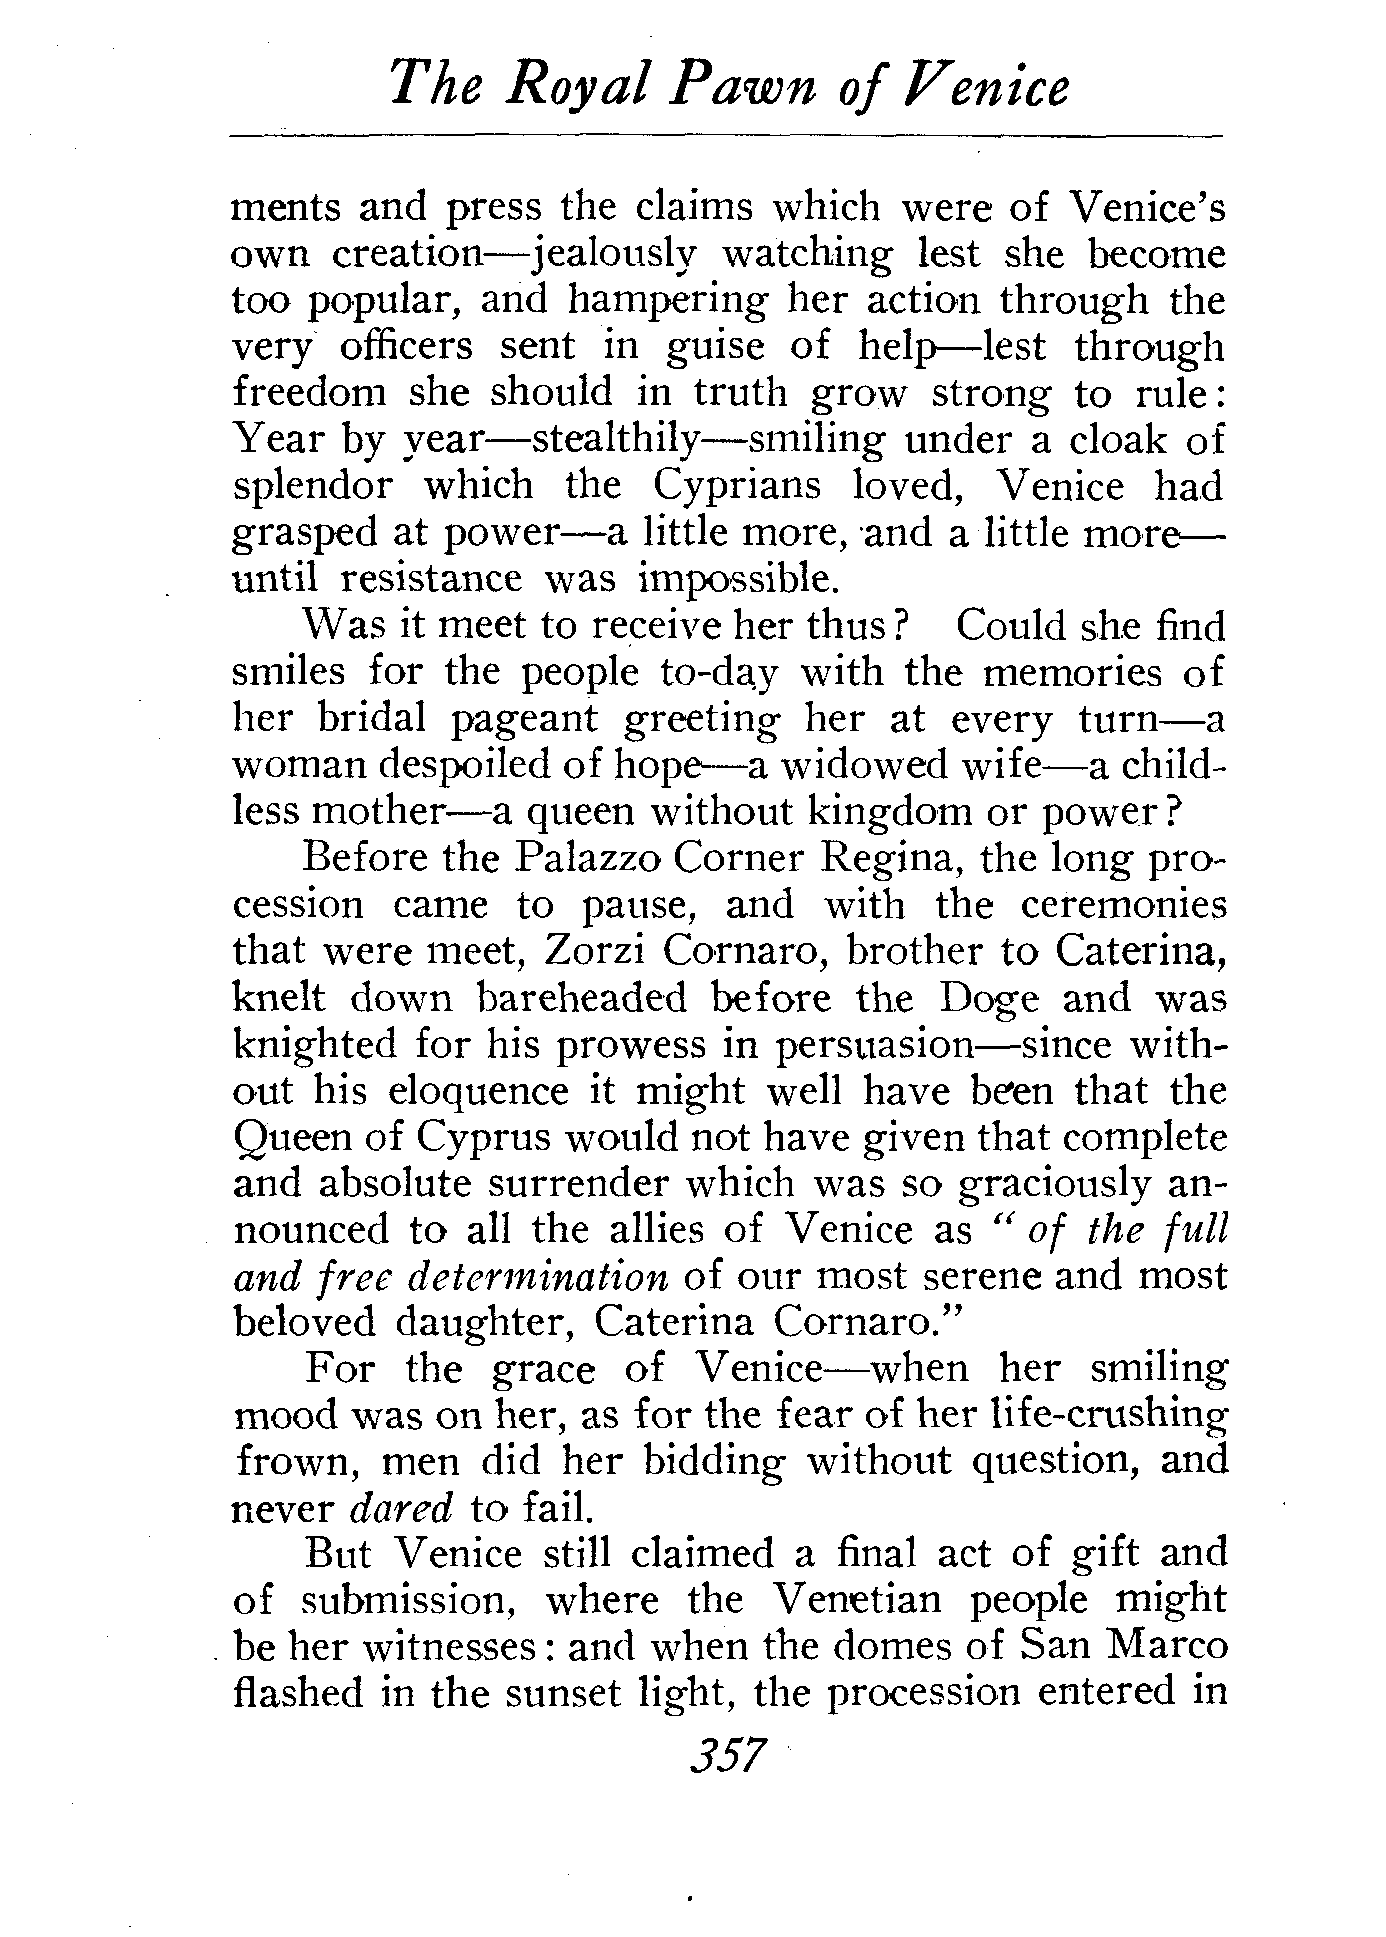 The Royal Pawn of Venice
ments and press the claims which were of Venice's
own creation—jealously watching lest she become
too popular, and hampering her action through the
very officers sent in guise of help—lest through
freedom she should in truth grow strong to rule:
Year by year—stealthily—smiling under a cloak of
splendor which the Cyprians loved, Venice had
grasped at power—a little more, and a little more—
until resistance was impossible.
Was it meet to receive her thus? Could she find
smiles for the people to-day with the memories of
her bridal pageant greeting her at every turn—a
woman despoiled of hope—a widowed wife—a child-
less mother—a queen without kingdom or power?
Before the Palazzo Corner Regina, the long pro-
cession came to pause, and with the ceremonies
that were meet, Zorzi Cornaro, brother to Caterina,
knelt down bareheaded before the Doge and was
knighted for his prowess in persuasion—since with-
out his eloquence it might well have been that the
Queen of Cyprus would not have given that complete
and absolute surrender which was so graciously an-
nounced to all the allies of Venice as "of the full
and free determination of our most serene and most
beloved daughter, Caterina Cornaro."
For the grace of Venice—when her smiling
mood was on her, as for the fear of her life-crushing
frown, men did her bidding without question, and
never dared to fail.
But Venice still claimed a final act of gift and
of submission, where the Venetian people might
be her witnesses: and when the domes of San Marco
flashed in the sunset light, the procession entered in
357